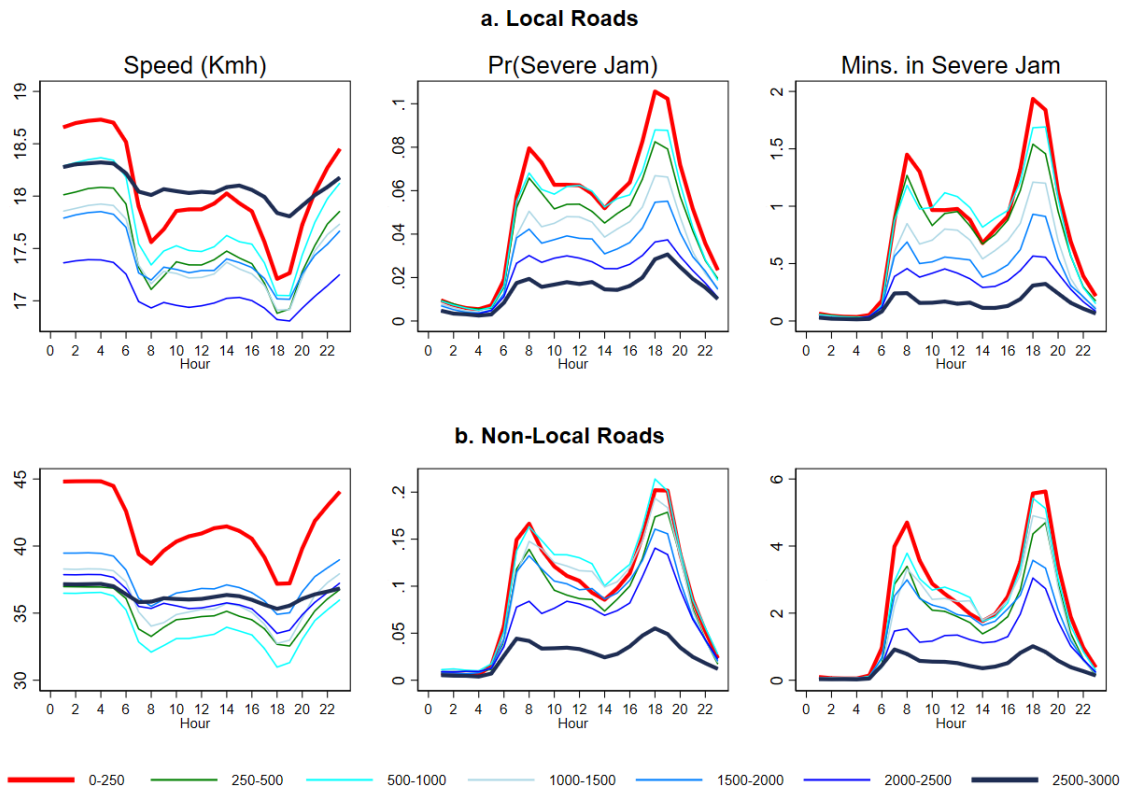 a. Local Roads
Speed (Kmh)
Pr(Severe Jam)
Mins. in Severe Jam
19
18.5
18
17.5
17
0 2 4 6 8 10 12 14 16 18 20 22
Hour
.1
.08
.06
.04
.02
0
0 2 4 6 8 10 12 14 16 18 20 22
Hour
2
1.5
1
.5
0
0 2 4 6 8 10 12 14 16 18 20 22
Hour
b. Non-Local Roads
45
40
35
30
0 2 4 6 8 10 12 14 16 18 20 22
Hour
.2
.15
.1
.05
0
0 2 4 6 8 10 12 14 16 18 20 22
Hour
6
4
2
0
0 2 4 6 8 10 12 14 16 18 20 22
Hour
0-250 250-500 500-1000 1000-1500 1500-2000 2000-2500 2500-3000